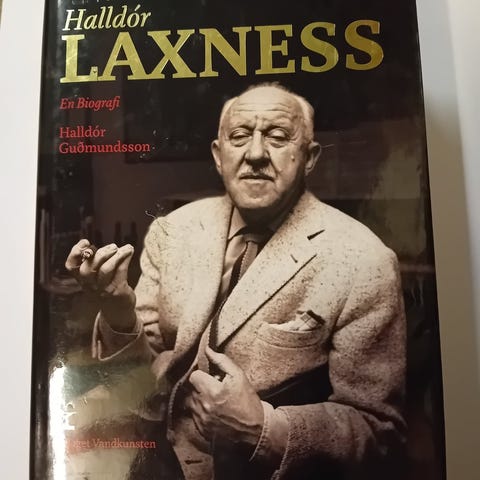 Halldór
LAXNESS
En Biografi
Halldór
Guðmundsson
Vandkunsten